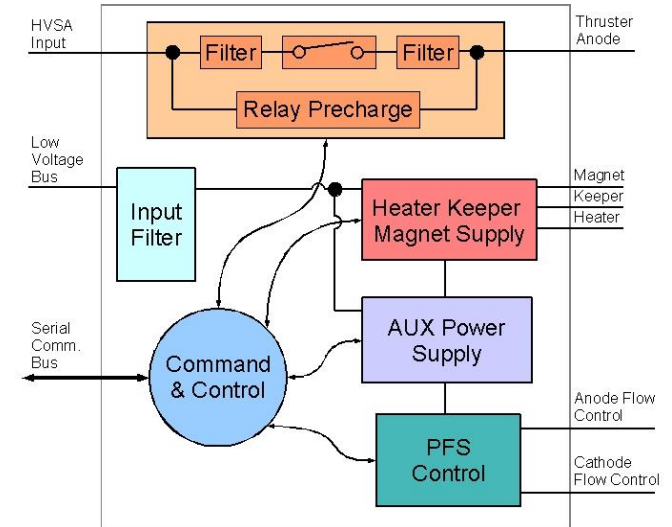 HVSA
Input
Thruster
Anode
Filter
Filter
Relay Precharge
Low
Voltage
Bus
Input
Filter
Heater Keeper
Magnet Supply
Magnet
Keeper
Heater
Serial
Comm.
Bus
Command
& Control
AUX Power
Supply
PFS
Control
Anode Flow
Control
Cathode
Flow Control